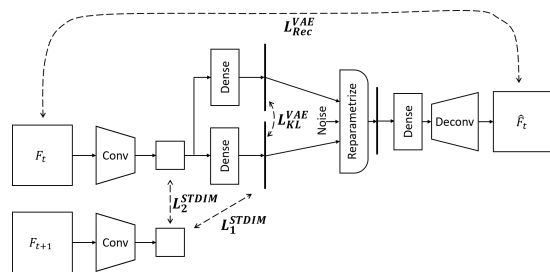 L_{Rec}^{VAE}
Dense
L_{KL}^{VAE}
Noise
Reparametrize
F_t
Conv
Dense
Dense
Deconv
F̂_t
L_2^{STDIM}
L_1^{STDIM}
F_{t+1}
Conv